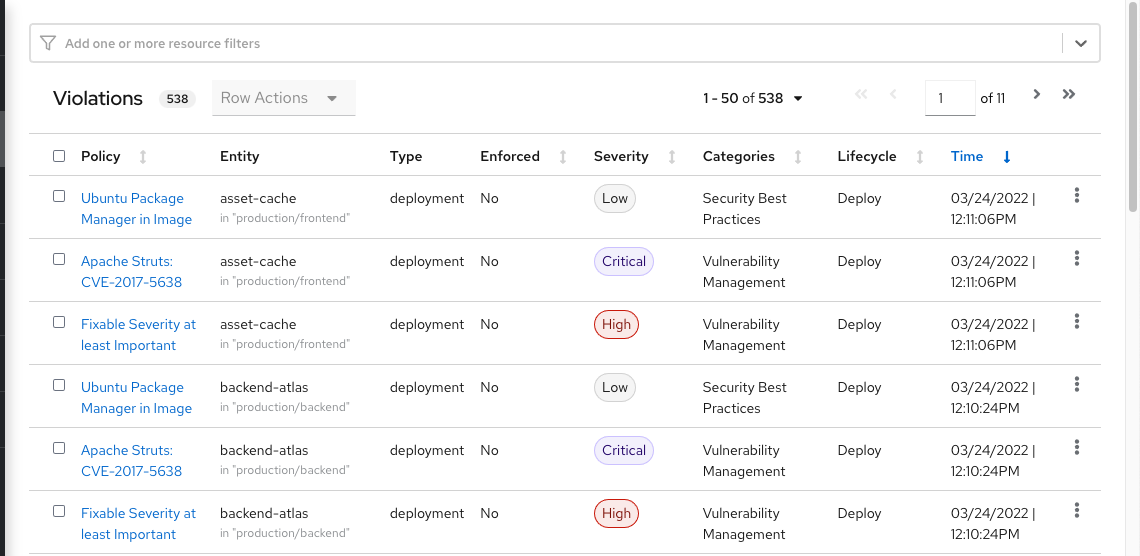 Add one or more resource filters
Violations 538 Row Actions 1 - 50 of 538 1 of 11
Policy Entity Type Enforced Severity Categories Lifecycle Time
Ubuntu Package asset-cache deployment No Low Security Best Deploy 03/24/2022 |
Manager in Image in "production/frontend" Practices 12:11:06PM
Apache Struts: asset-cache deployment No Critical Vulnerability Deploy 03/24/2022 |
CVE-2017-5638 in "production/frontend" Management 12:11:06PM
Fixable Severity at asset-cache deployment No High Vulnerability Deploy 03/24/2022 |
least Important in "production/frontend" Management 12:11:06PM
Ubuntu Package backend-atlas deployment No Low Security Best Deploy 03/24/2022 |
Manager in Image in "production/backend" Practices 12:10:24PM
Apache Struts: backend-atlas deployment No Critical Vulnerability Deploy 03/24/2022 |
CVE-2017-5638 in "production/backend" Management 12:10:24PM
Fixable Severity at backend-atlas deployment No High Vulnerability Deploy 03/24/2022 |
least Important in "production/backend" Management 12:10:24PM